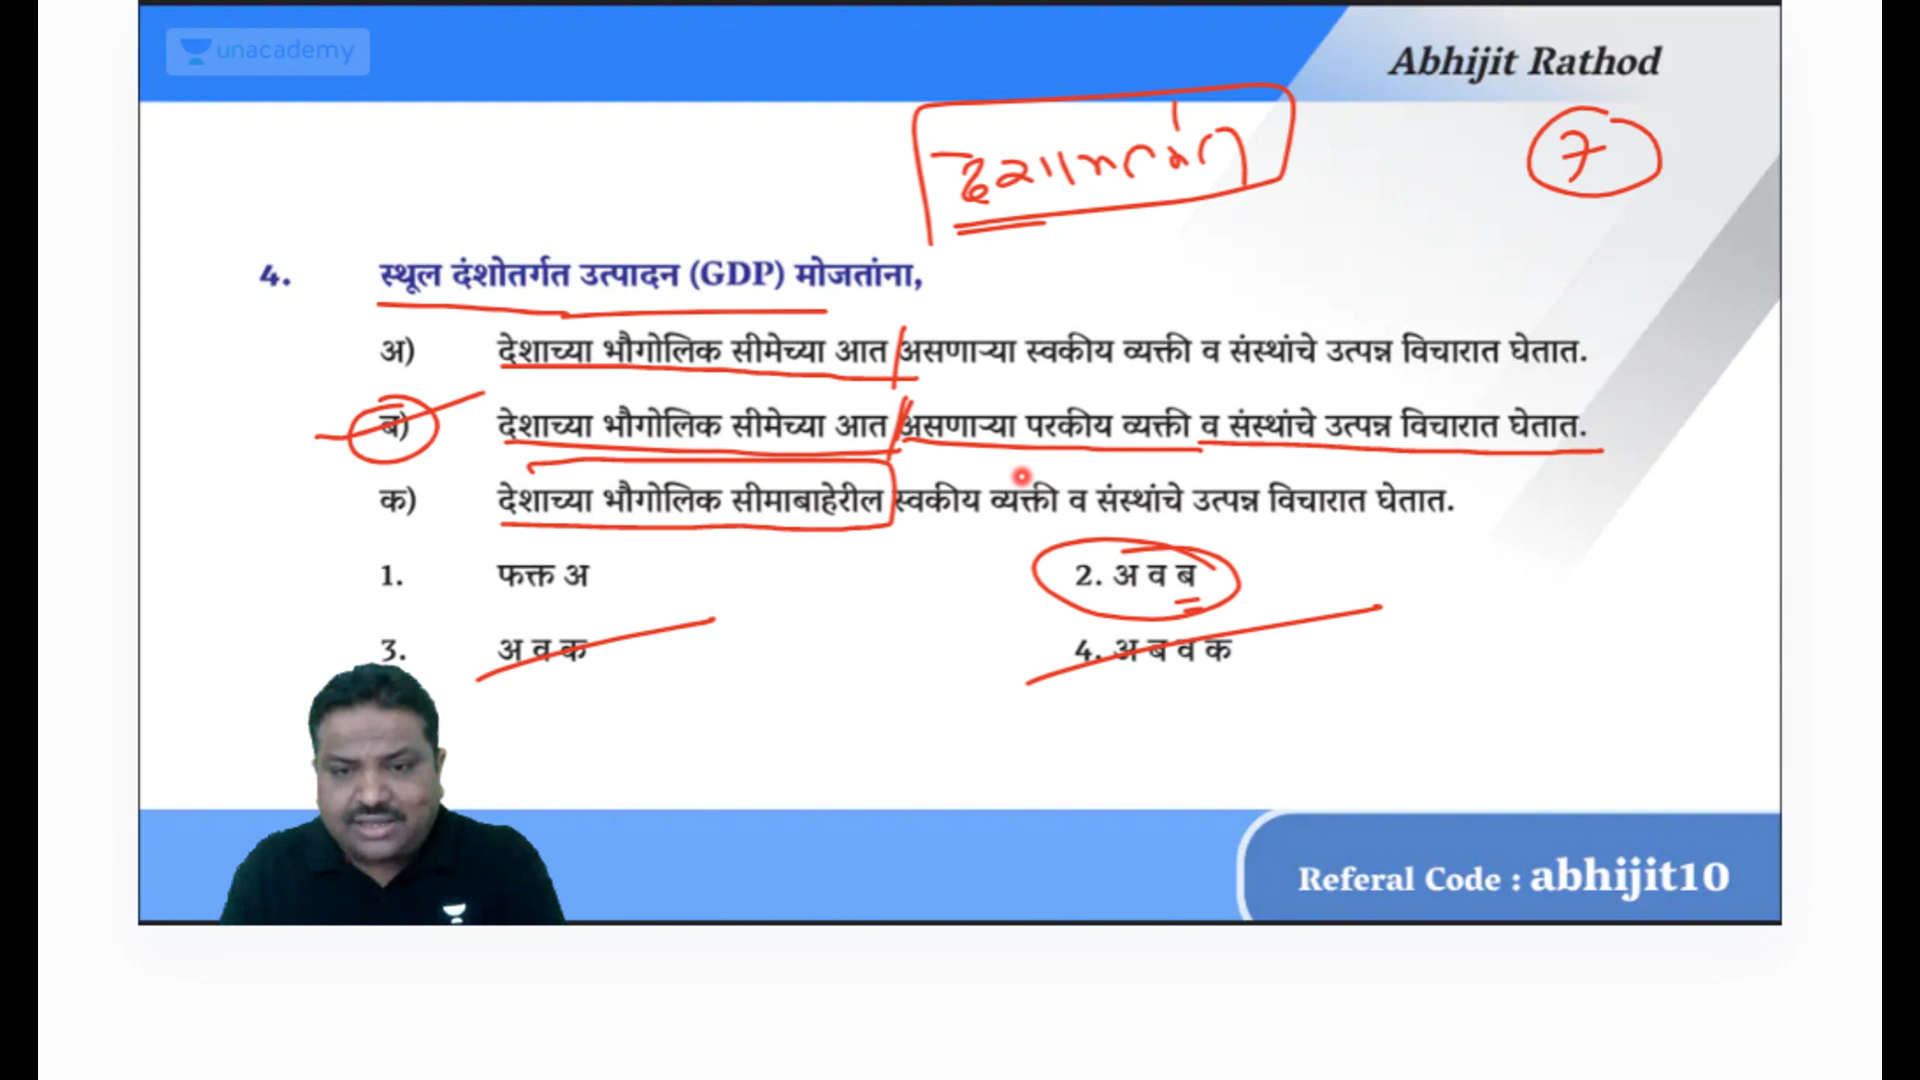 unacademy
Abhijit Rathod
7
4. स्थूल दंशोतर्गत उत्पादन (GDP) मोजतांना,
अ) देशाच्या भौगोलिक सीमेच्या आत असणाऱ्या स्वकीय व्यक्ती व संस्थांचे उत्पन्न विचारात घेतात.
ब) देशाच्या भौगोलिक सीमेच्या आत असणाऱ्या परकीय व्यक्ती व संस्थांचे उत्पन्न विचारात घेतात.
क) देशाच्या भौगोलिक सीमाबाहेरील स्वकीय व्यक्ती व संस्थांचे उत्पन्न विचारात घेतात.
1. फक्त अ
2. अ व ब
3. अ व क
4. अ ब व क
Referal Code : abhijit10